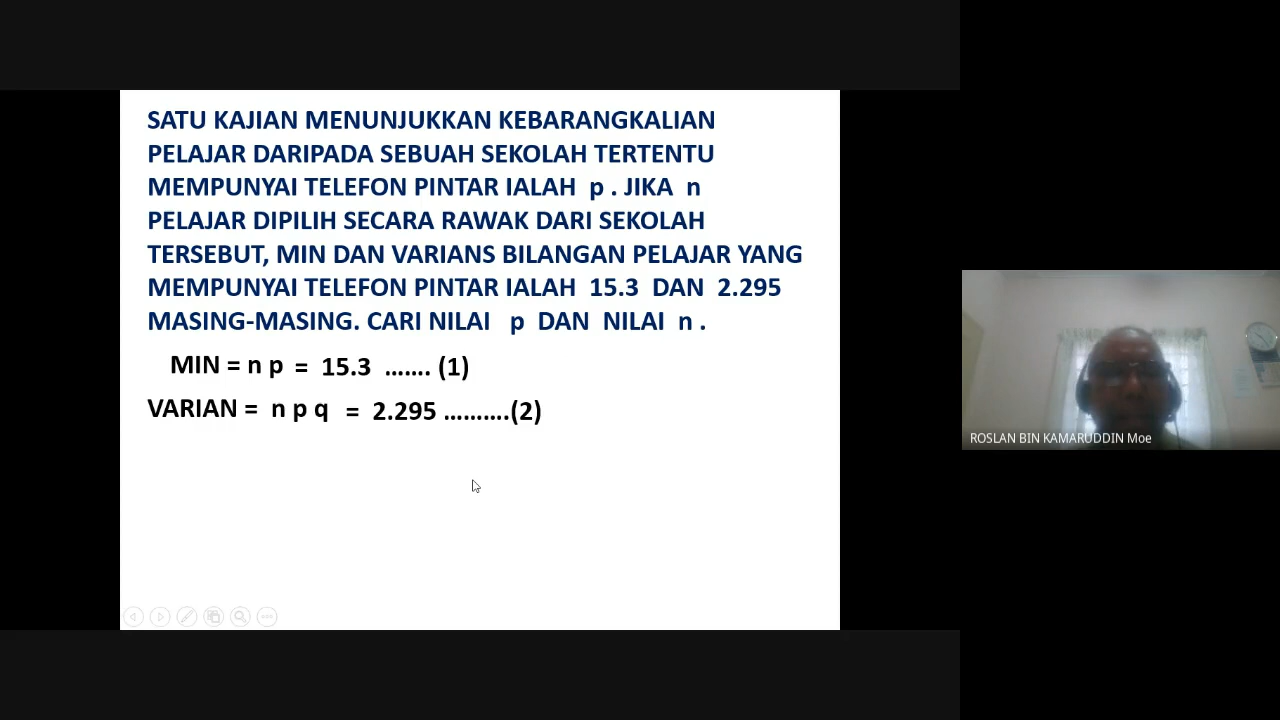 SATU KAJIAN MENUNJUKKAN KEBARANGKALIAN
PELAJAR DARIPADA SEBUAH SEKOLAH TERTENTU
MEMPUNYAI TELEFON PINTAR IALAH p . JIKA n
PELAJAR DIPILIH SECARA RAWAK DARI SEKOLAH
TERSEBUT, MIN DAN VARIANS BILANGAN PELAJAR YANG
MEMPUNYAI TELEFON PINTAR IALAH 15.3 DAN 2.295
MASING-MASING. CARI NILAI p DAN NILAI n .
MIN = n p = 15.3 ....... (1)
VARIAN = n p q = 2.295 ..........(2)
ROSLAN BIN KAMARUDDIN Moe